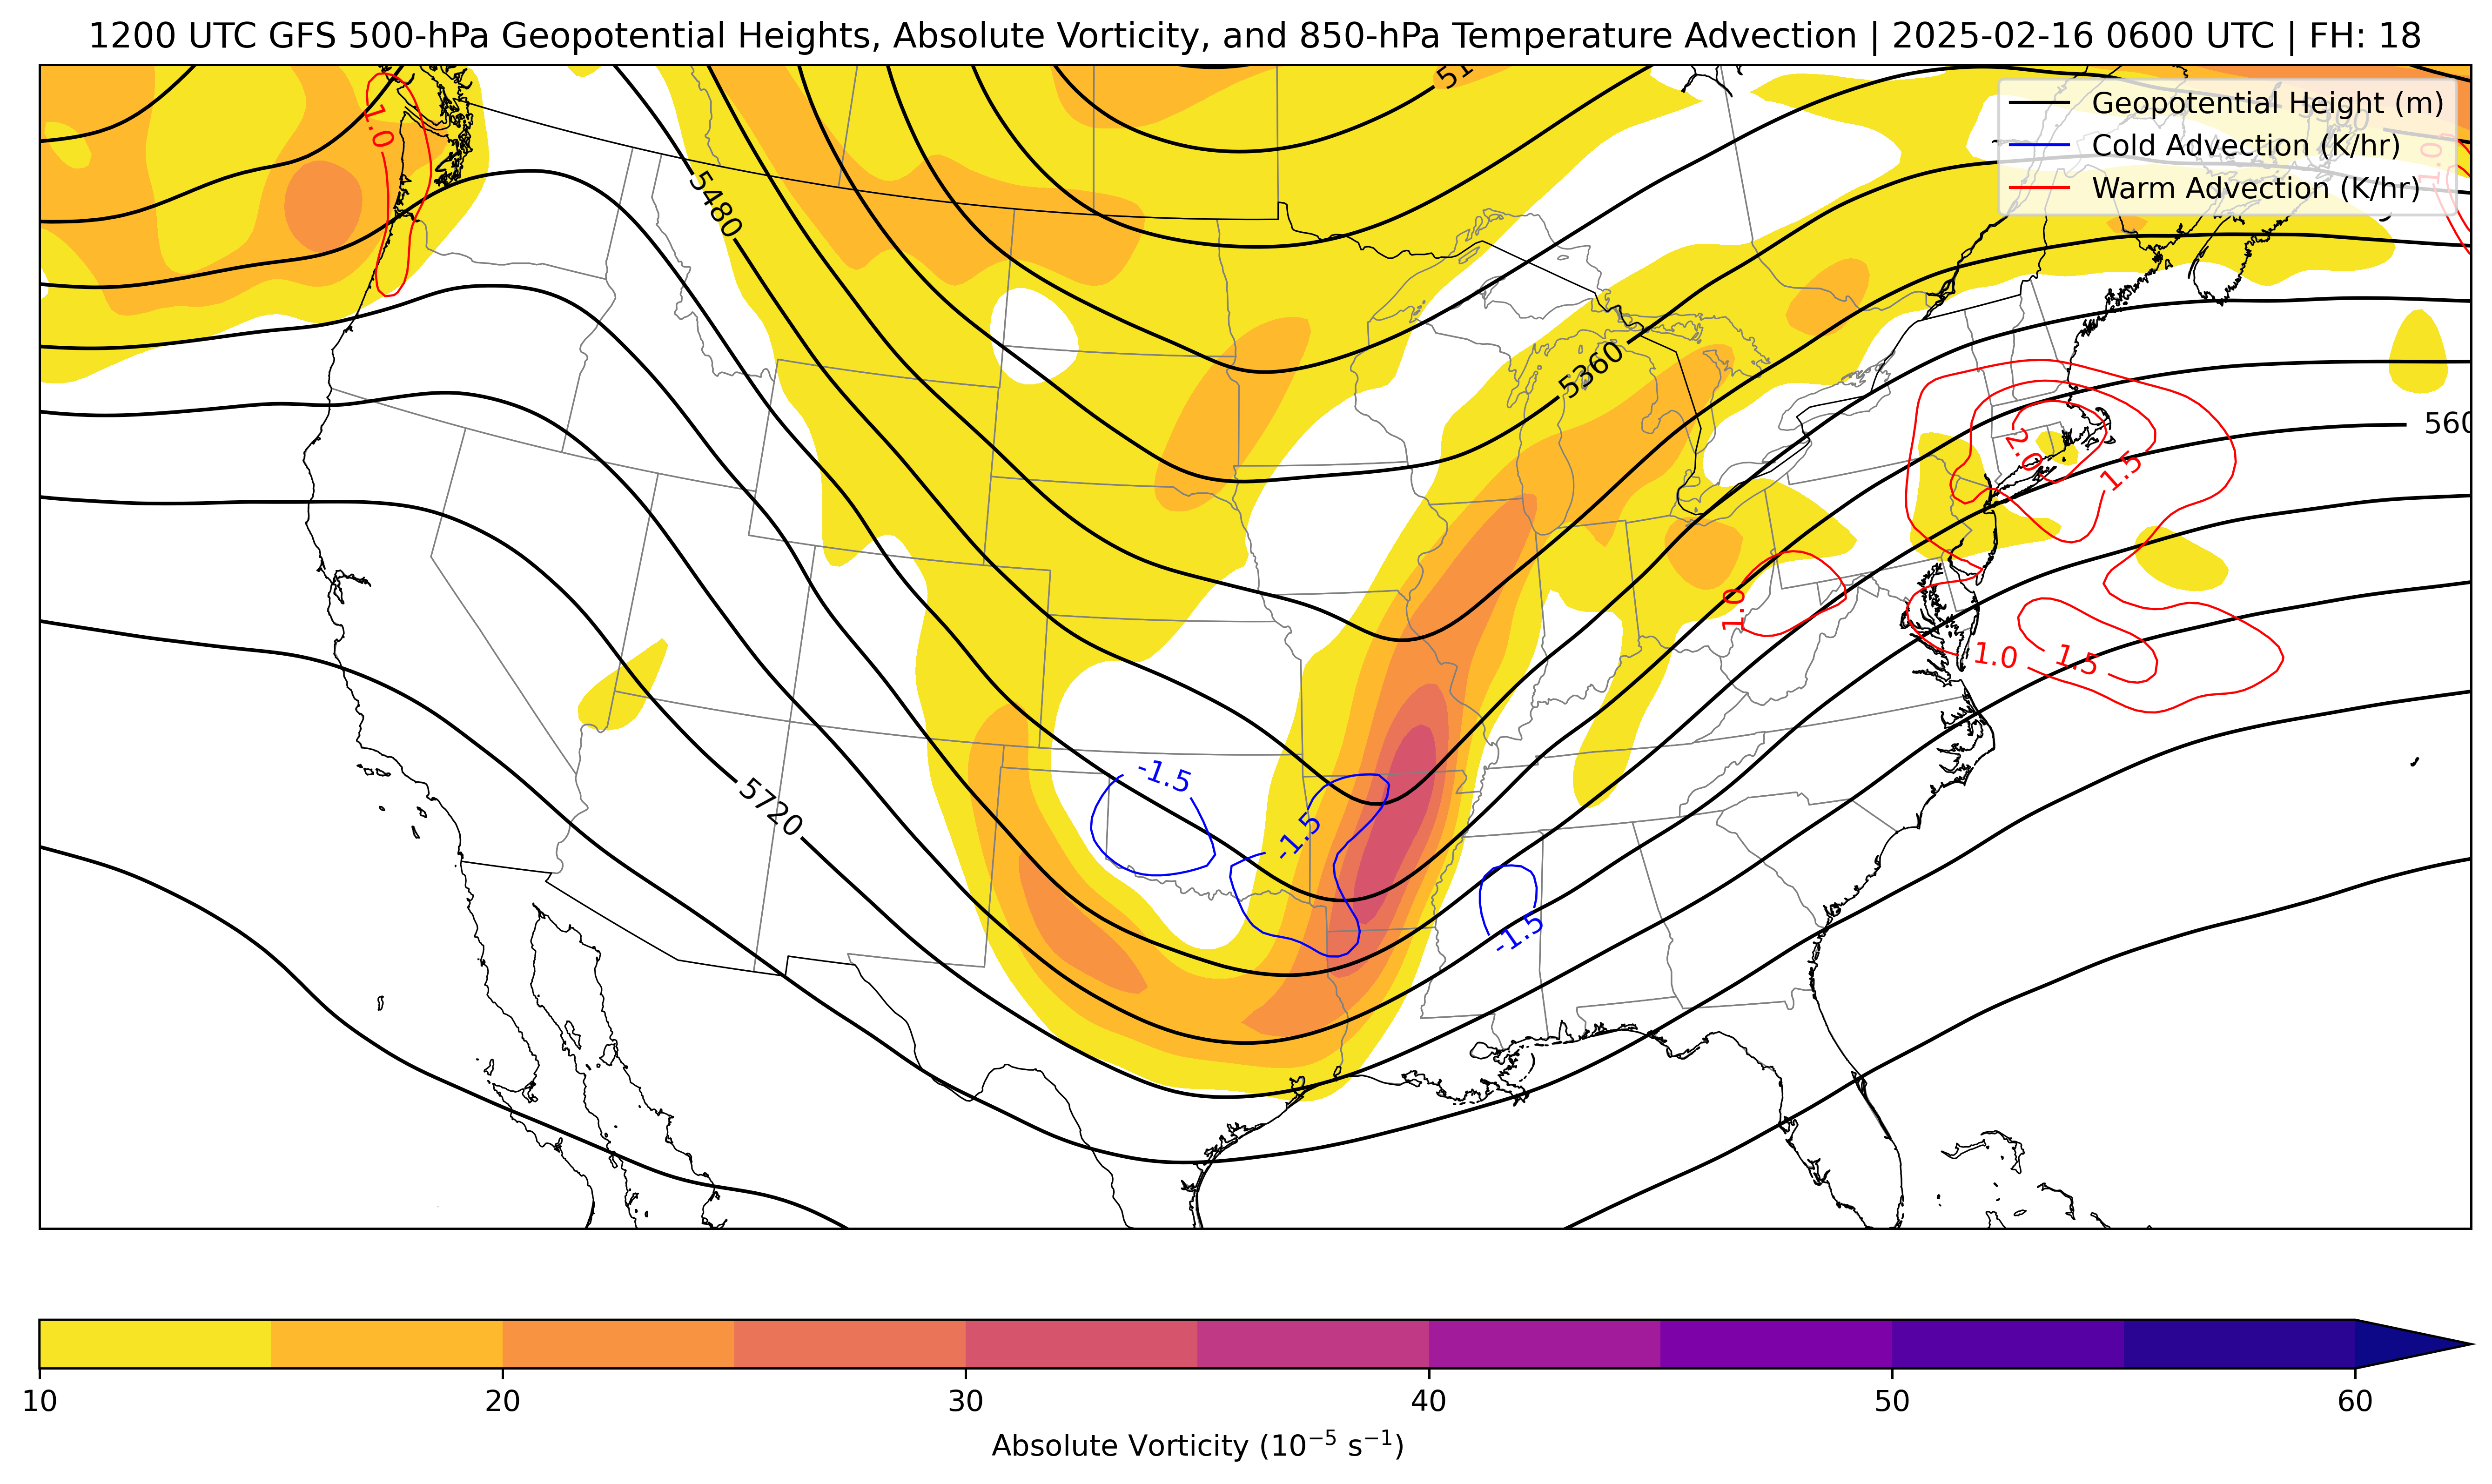 1200 UTC GFS 500-hPa Geopotential Heights, Absolute Vorticity, and 850-hPa Temperature Advection | 2025-02-16 0600 UTC | FH: 18
Geopotential Height (m)
Cold Advection (K/hr)
Warm Advection (K/hr)
1.0
1.0
5480
5360
560
2.0
1.5
1.0
1.0
1.5
-1.5
5720
-1.5
-1.5
10 20 30 40 50 60
Absolute Vorticity (10⁻⁵ s⁻¹)